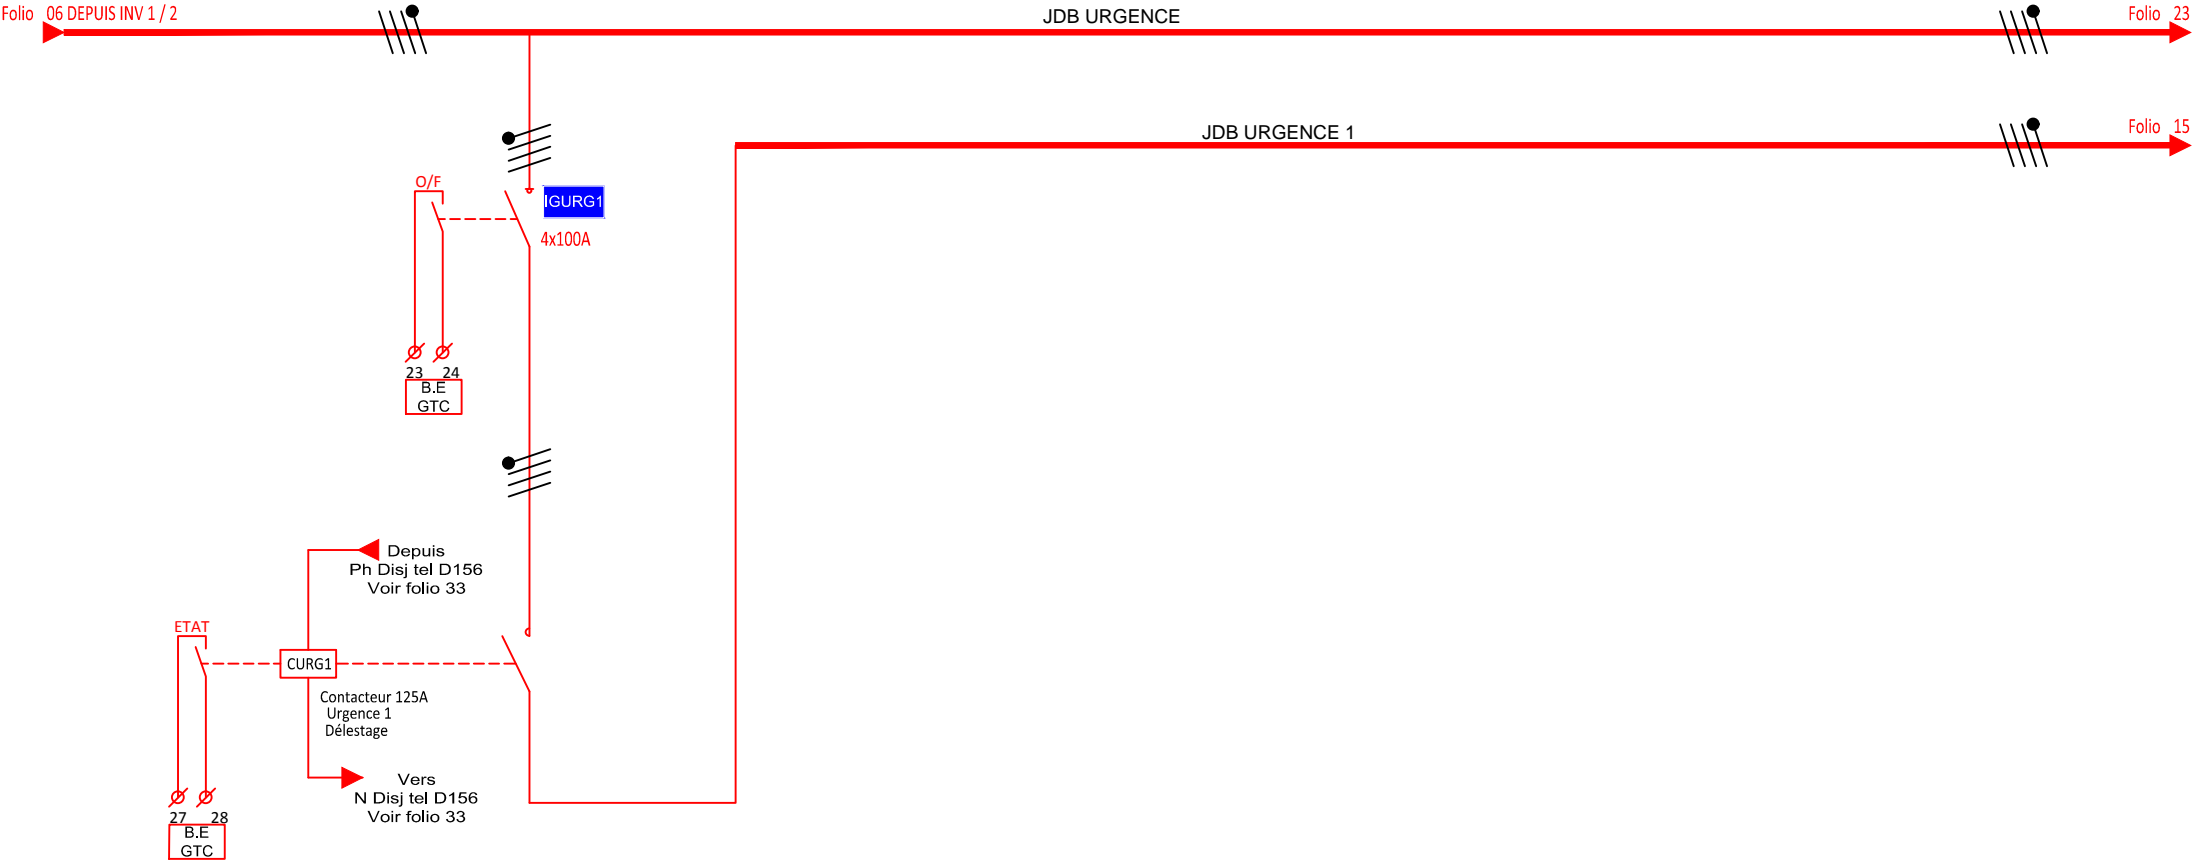 Folio 06 DEPUIS INV 1 / 2
JDB URGENCE
Folio 23
JDB URGENCE 1
Folio 15
O/F
IGURG1
4x100A
23 24
B.E
GTC
Depuis
Ph Disj tel D156
Voir folio 33
ETAT
CURG1
Contacteur 125A
Urgence 1
Délestage
Vers
N Disj tel D156
Voir folio 33
27 28
B.E
GTC